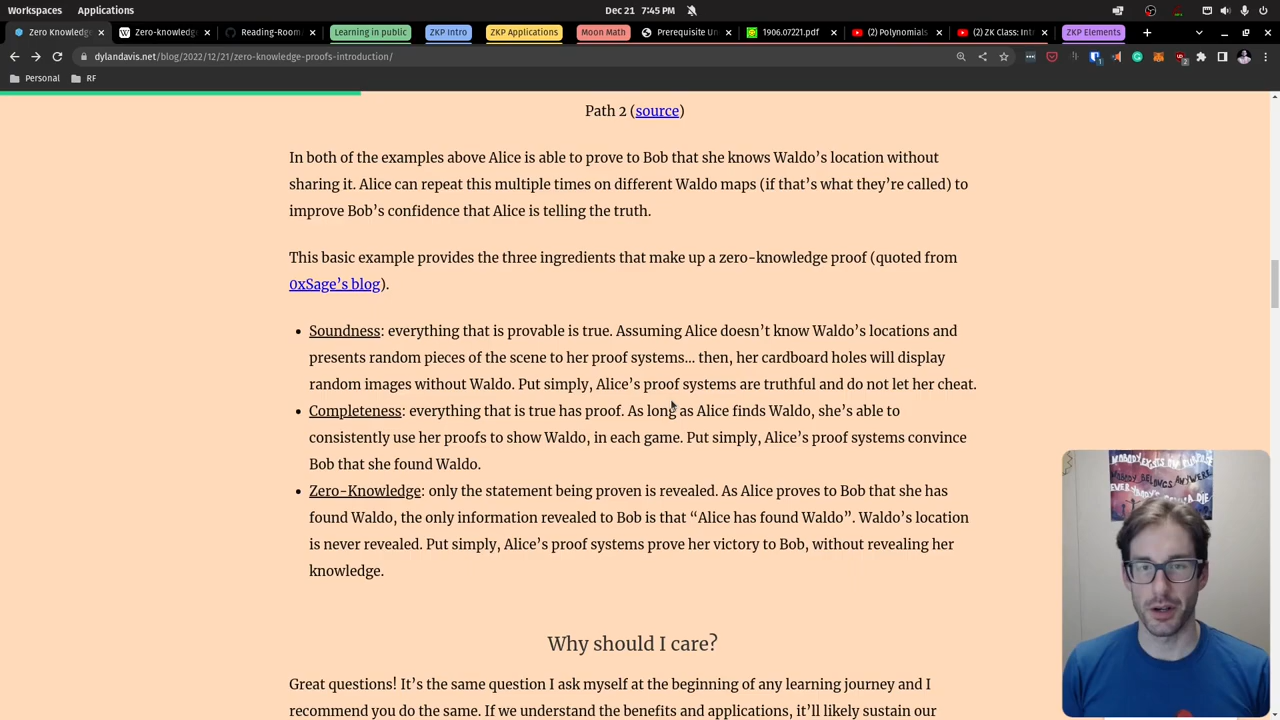 Workspaces Applications Dec 21 7:45 PM
Zero Knowledge
Zero-knowledge
Reading-Room
Learning in public
ZKP Intro
ZKP Applications
Moon Math
Prerequisite Un
1906.07221.pdf
(2) Polynomials
(2) ZK Class: Int
ZKP Elements
dylandavis.net/blog/2022/12/21/zero-knowledge-proofs-introduction/
Personal RF
Path 2 (source)
In both of the examples above Alice is able to prove to Bob that she knows Waldo’s location without
sharing it. Alice can repeat this multiple times on different Waldo maps (if that’s what they’re called) to
improve Bob’s confidence that Alice is telling the truth.
This basic example provides the three ingredients that make up a zero-knowledge proof (quoted from
0xSage’s blog).
• Soundness: everything that is provable is true. Assuming Alice doesn’t know Waldo’s locations and
presents random pieces of the scene to her proof systems… then, her cardboard holes will display
random images without Waldo. Put simply, Alice’s proof systems are truthful and do not let her cheat.
• Completeness: everything that is true has proof. As long as Alice finds Waldo, she’s able to
consistently use her proofs to show Waldo, in each game. Put simply, Alice’s proof systems convince
Bob that she found Waldo.
• Zero-Knowledge: only the statement being proven is revealed. As Alice proves to Bob that she has
found Waldo, the only information revealed to Bob is that “Alice has found Waldo”. Waldo’s location
is never revealed. Put simply, Alice’s proof systems prove her victory to Bob, without revealing her
knowledge.
NOBODY EXISTS ON PURPOSE
NOBODY BELONGS ANYWHERE
Why should I care?
Great questions! It’s the same question I ask myself at the beginning of any learning journey and I
recommend you do the same. If we understand the benefits and applications, it’ll likely sustain our